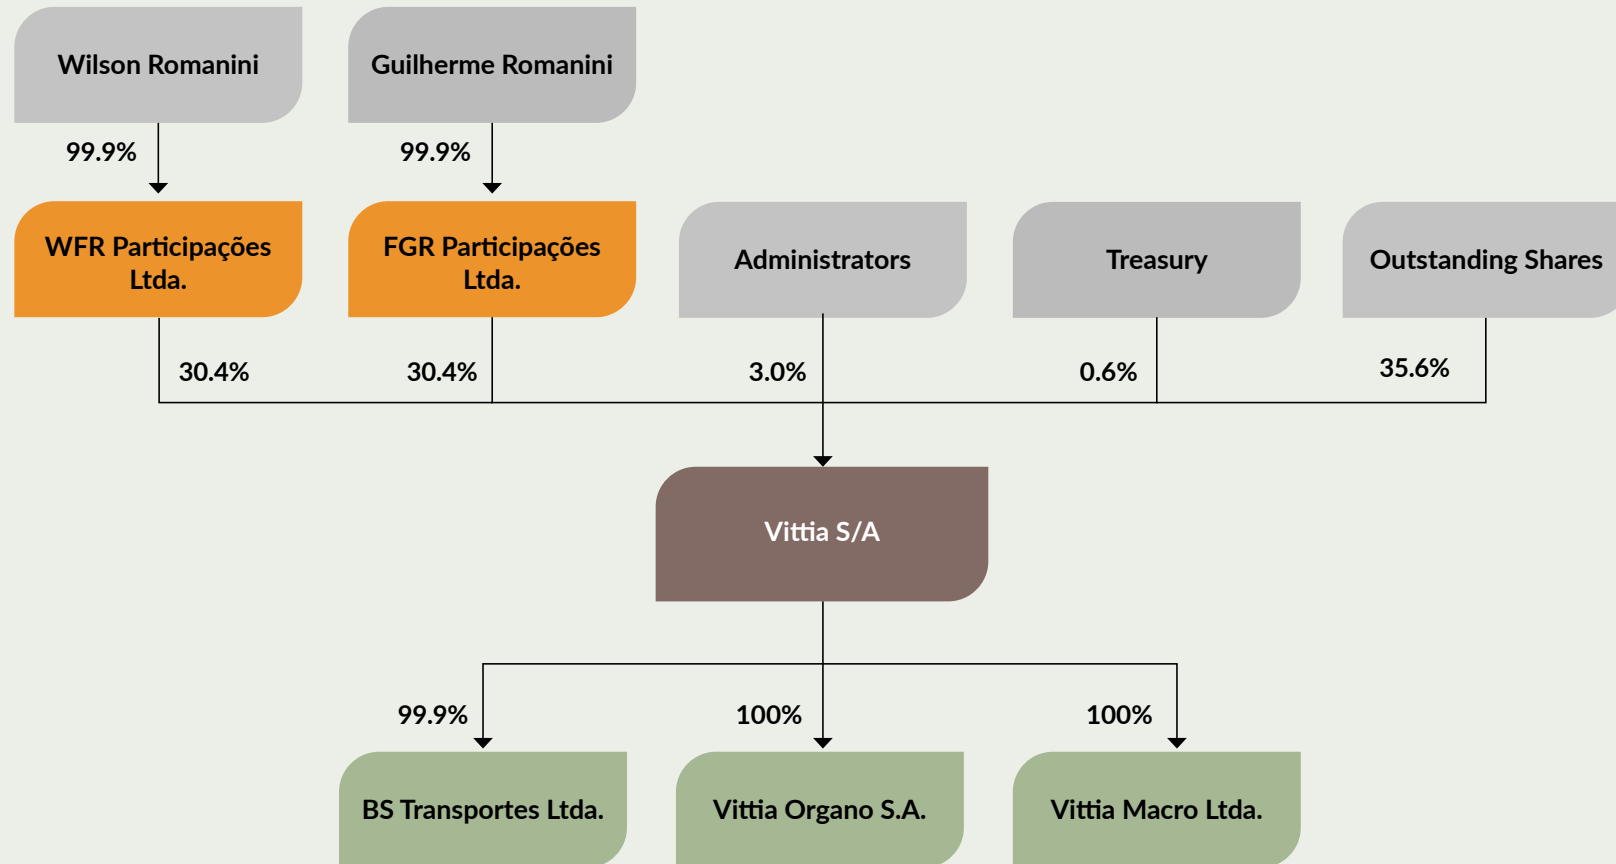 Wilson Romanini
Guilherme Romanini
99.9%
99.9%
WFR Participações
Ltda.
FGR Participações
Ltda.
Administrators
Treasury
Outstanding Shares
30.4%
30.4%
3.0%
0.6%
35.6%
Vittia S/A
99.9%
100%
100%
BS Transportes Ltda.
Vittia Organo S.A.
Vittia Macro Ltda.